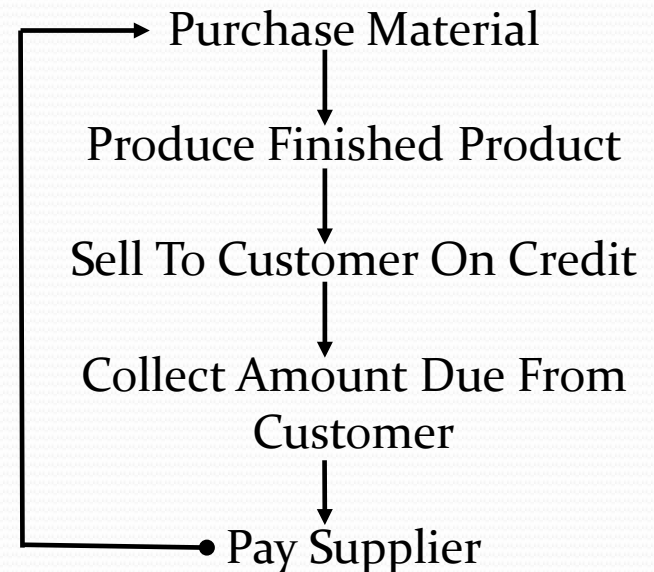 Purchase Material
Produce Finished Product
Sell To Customer On Credit
Collect Amount Due From
Customer
Pay Supplier